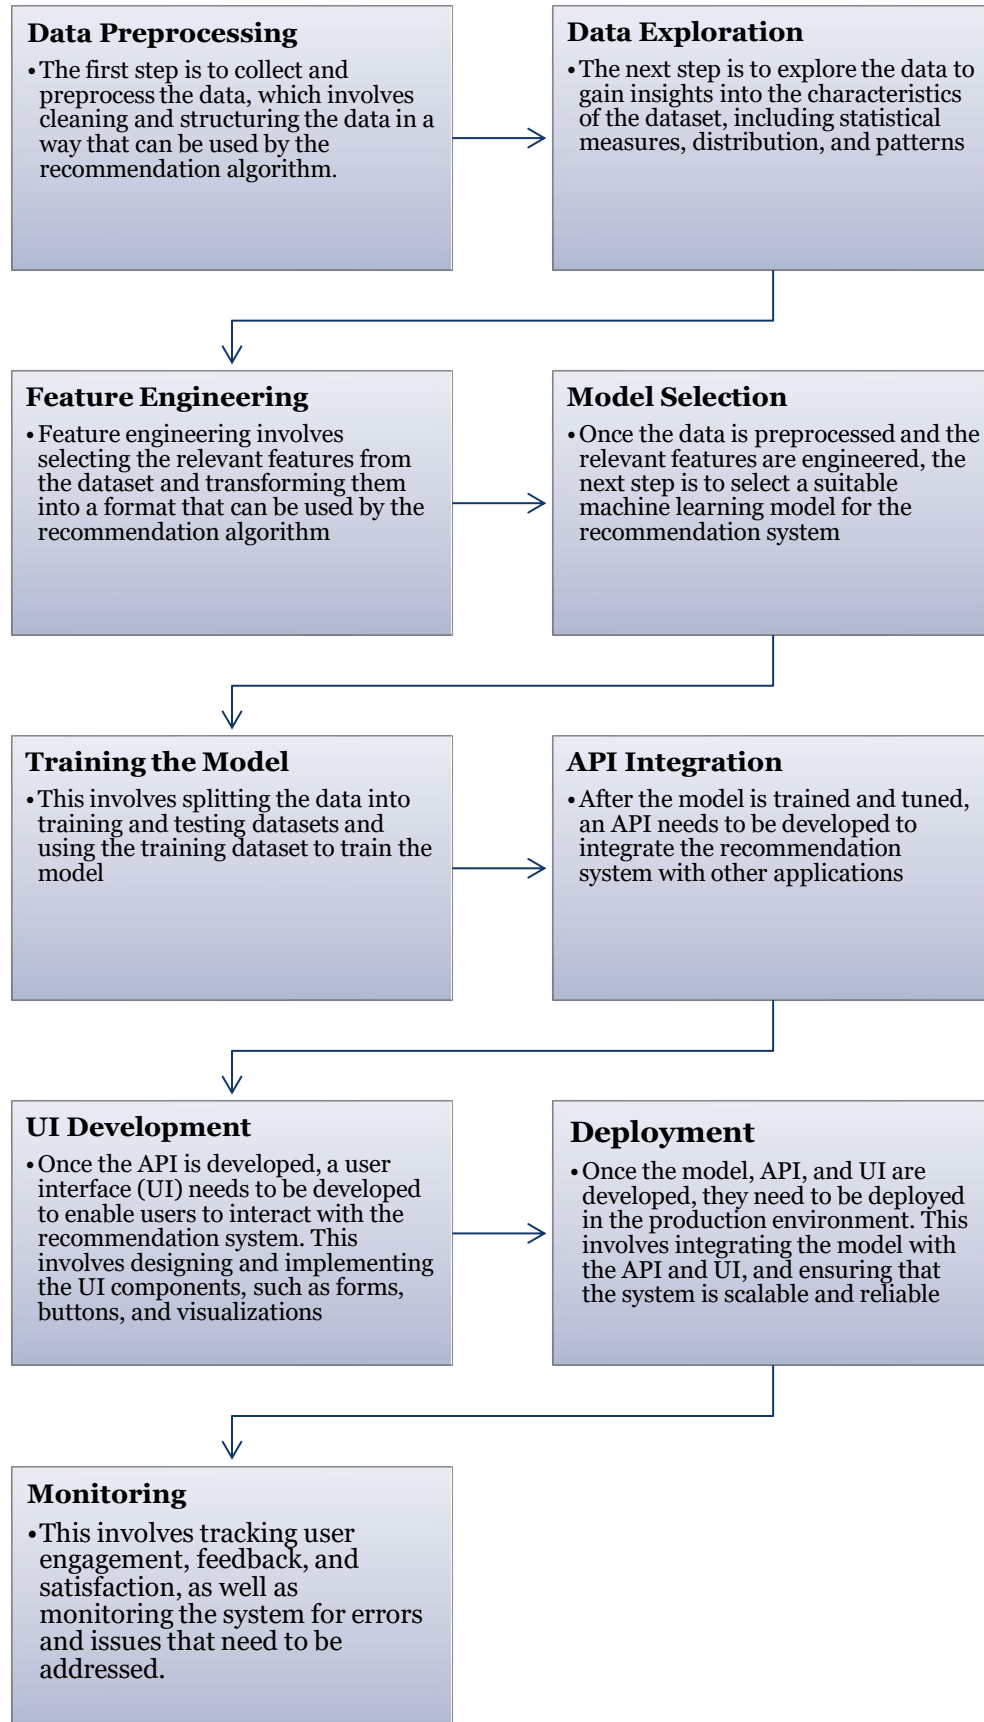 Data Preprocessing
•The first step is to collect and
preprocess the data, which involves
cleaning and structuring the data in a
way that can be used by the
recommendation algorithm.
Data Exploration
•The next step is to explore the data to
gain insights into the characteristics
of the dataset, including statistical
measures, distribution, and patterns
Feature Engineering
•Feature engineering involves
selecting the relevant features from
the dataset and transforming them
into a format that can be used by the
recommendation algorithm
Model Selection
•Once the data is preprocessed and the
relevant features are engineered, the
next step is to select a suitable
machine learning model for the
recommendation system
Training the Model
•This involves splitting the data into
training and testing datasets and
using the training dataset to train the
model
API Integration
•After the model is trained and tuned,
an API needs to be developed to
integrate the recommendation
system with other applications
UI Development
•Once the API is developed, a user
interface (UI) needs to be developed
to enable users to interact with the
recommendation system. This
involves designing and implementing
the UI components, such as forms,
buttons, and visualizations
Deployment
•Once the model, API, and UI are
developed, they need to be deployed
in the production environment. This
involves integrating the model with
the API and UI, and ensuring that
the system is scalable and reliable
Monitoring
•This involves tracking user
engagement, feedback, and
satisfaction, as well as
monitoring the system for errors
and issues that need to be
addressed.